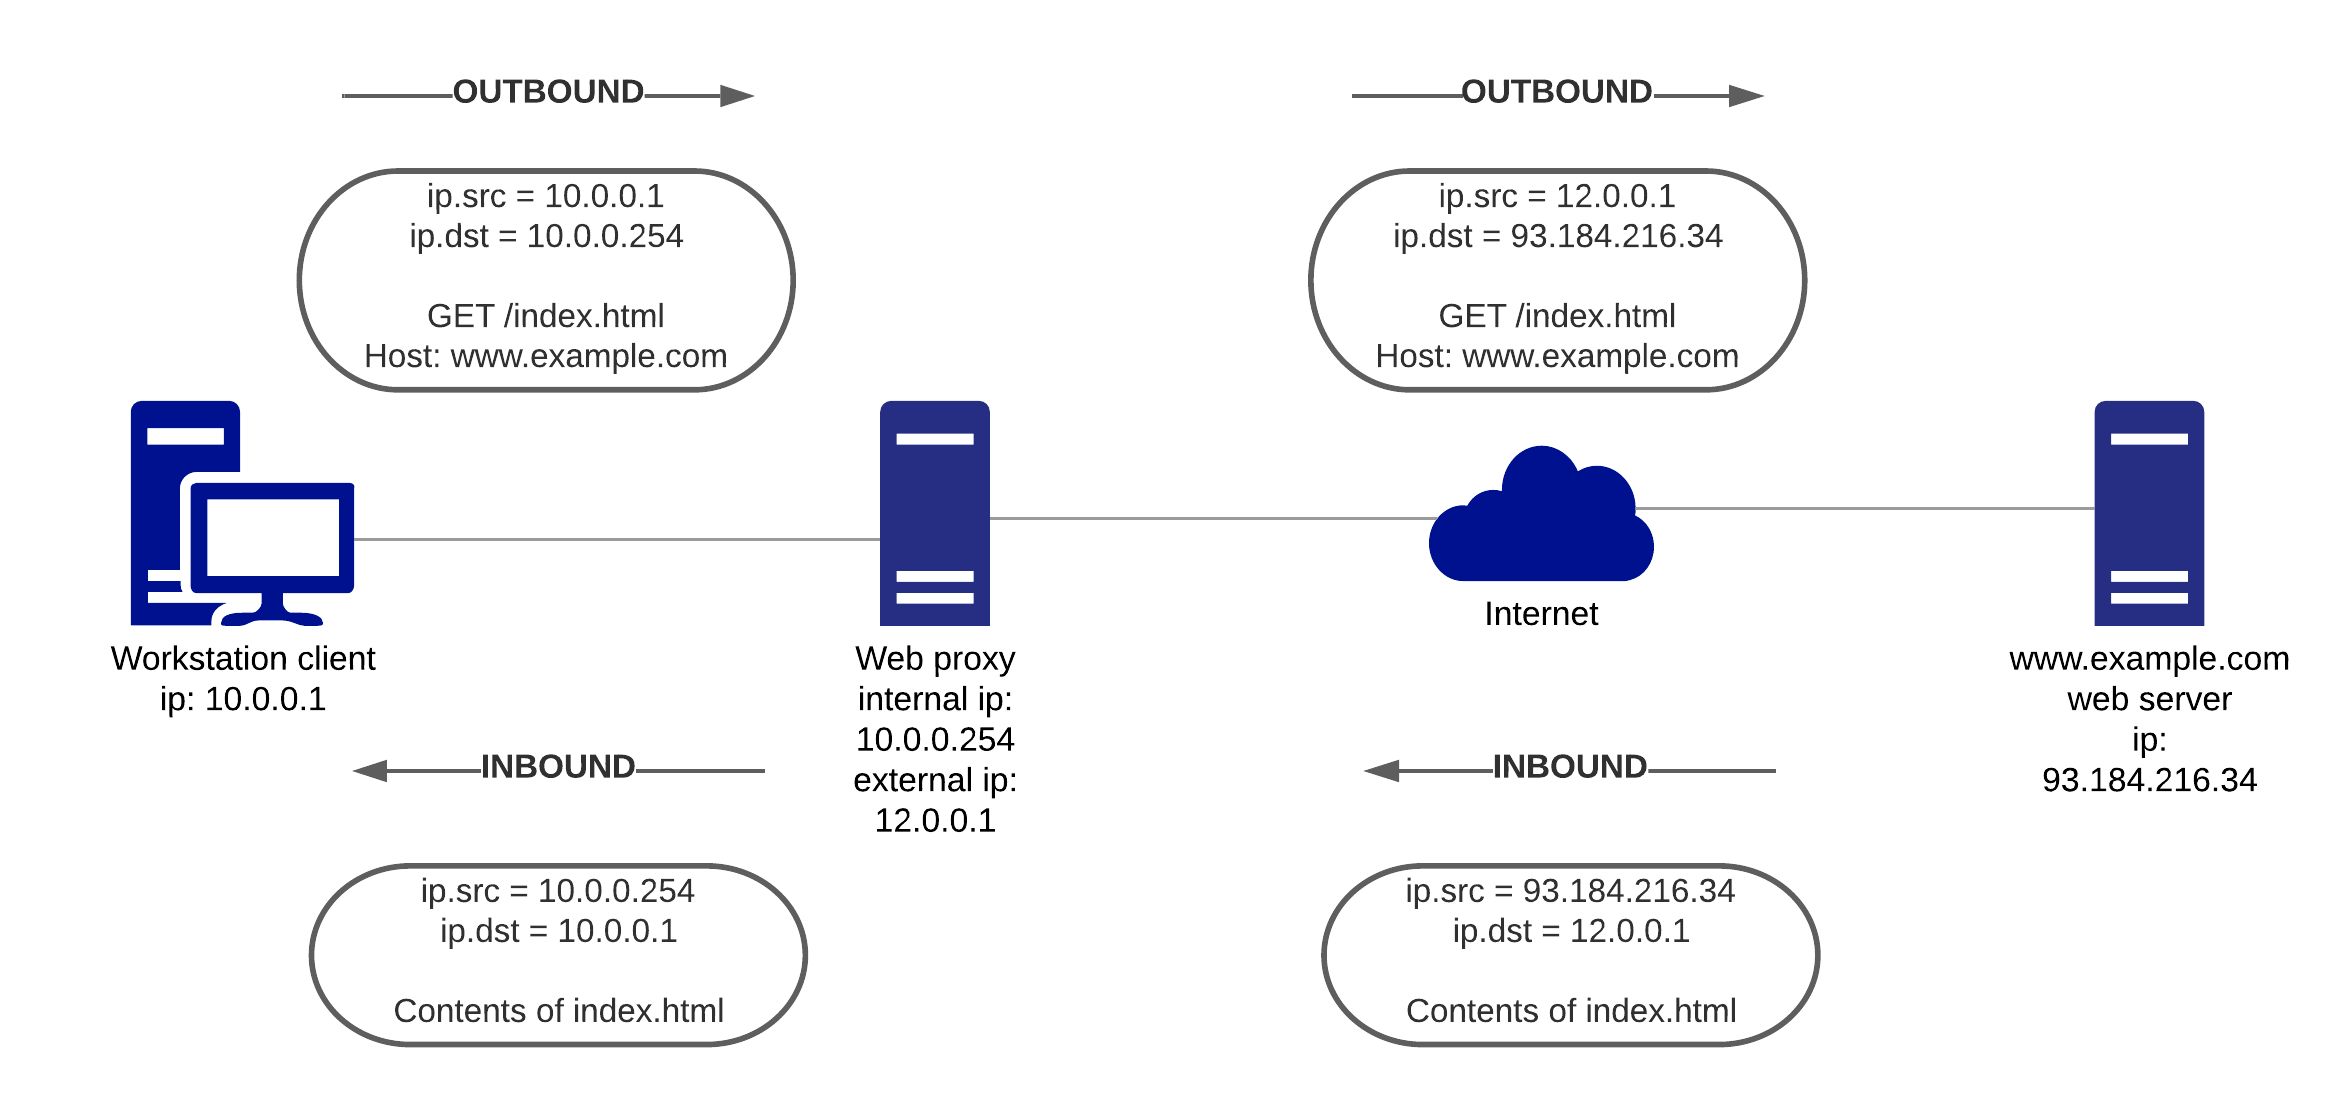 OUTBOUND
OUTBOUND
ip.src = 10.0.0.1
ip.dst = 10.0.0.254
GET /index.html
Host: www.example.com
ip.src = 12.0.0.1
ip.dst = 93.184.216.34
GET /index.html
Host: www.example.com
Workstation client
ip: 10.0.0.1
Web proxy
internal ip:
10.0.0.254
external ip:
12.0.0.1
Internet
www.example.com
web server
ip:
93.184.216.34
INBOUND
INBOUND
ip.src = 10.0.0.254
ip.dst = 10.0.0.1
Contents of index.html
ip.src = 93.184.216.34
ip.dst = 12.0.0.1
Contents of index.html